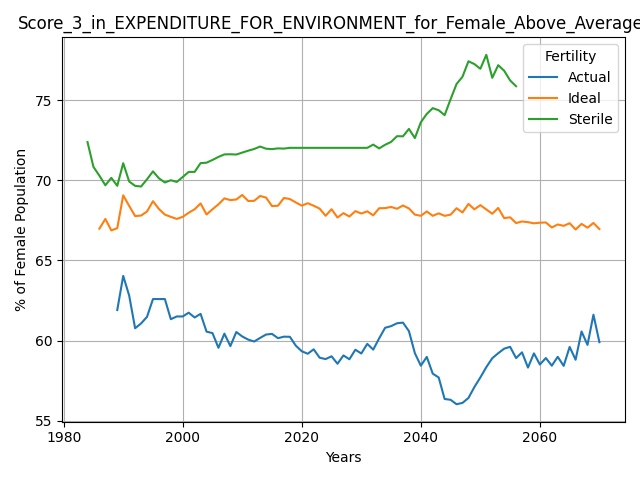 Score_3_in_EXPENDITURE_FOR_ENVIRONMENT_for_Female_Above_Average
Fertility
Actual
Ideal
Sterile
% of Female Population
75
70
65
60
55
1980 2000 2020 2040 2060
Years